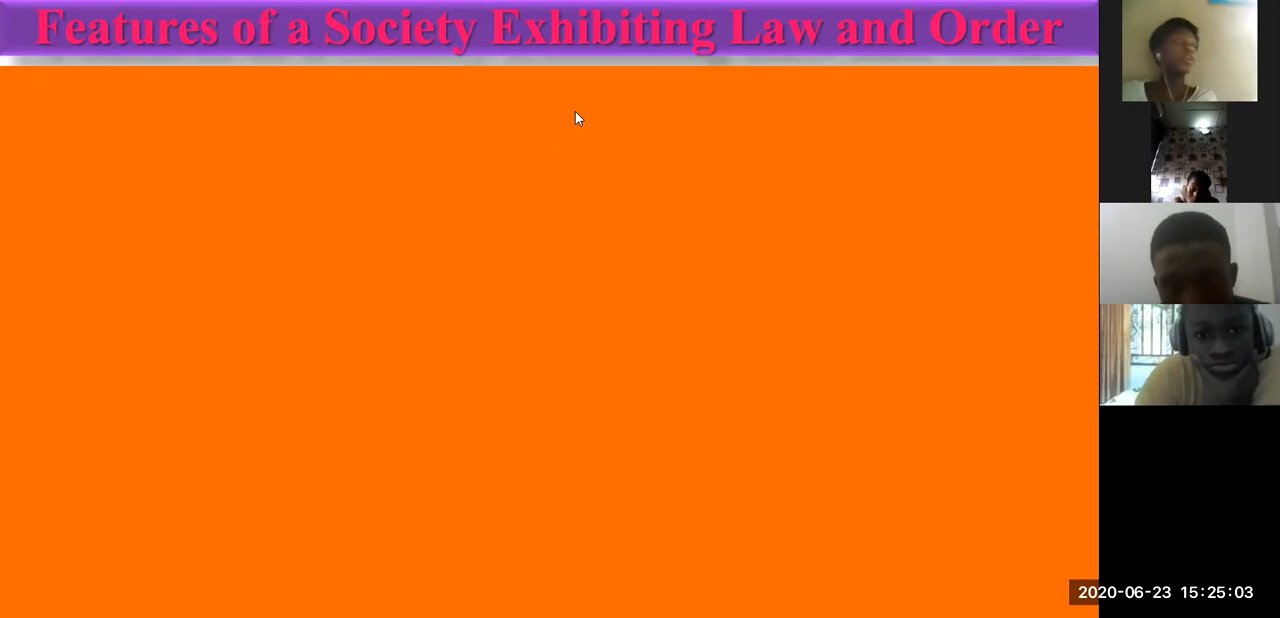 Features of a Society Exhibiting Law and Order
2020-06-23 15:25:03